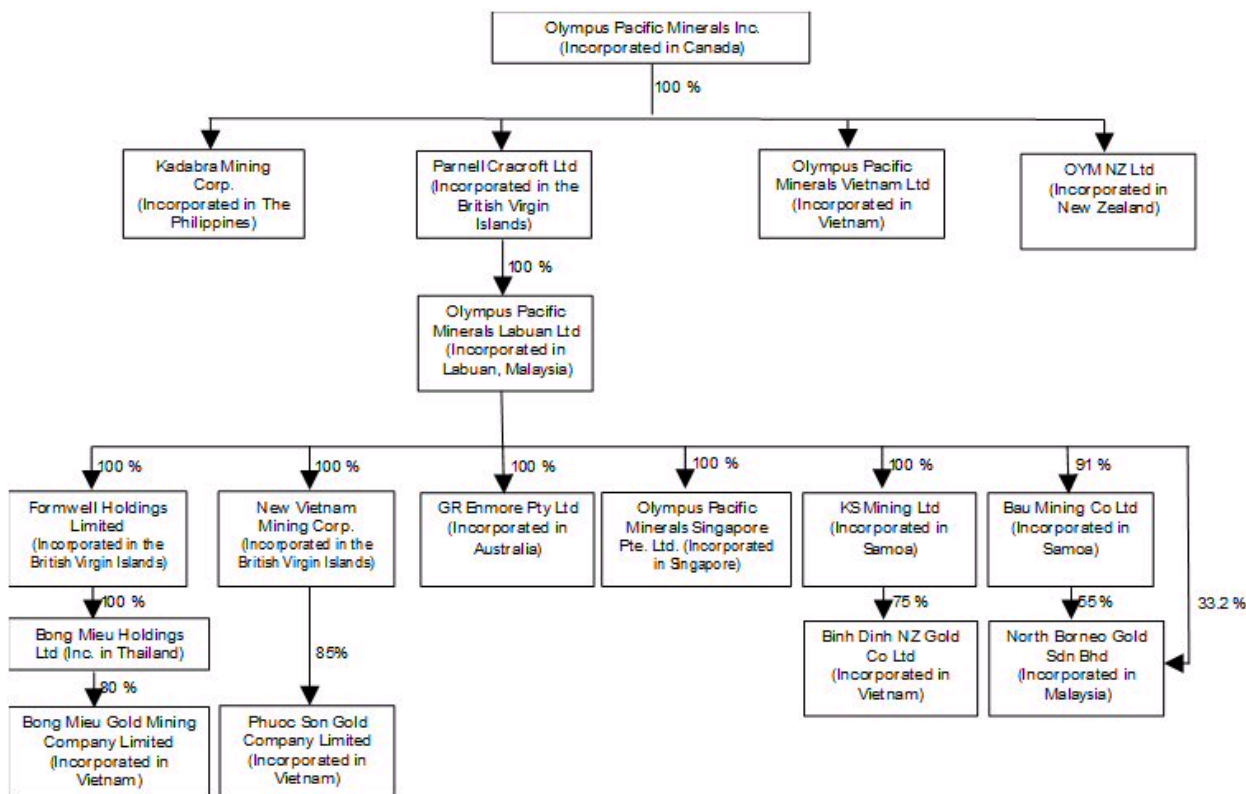 Olympus Pacific Minerals Inc.
(Incorporated in Canada)
100 %
Kadabra Mining
Corp.
(Incorporated in The
Philippines)
Parnell Cracroft Ltd
(Incorporated in the
British Virgin
Islands)
Olympus Pacific
Minerals Vietnam Ltd
(Incorporated in
Vietnam)
OYM NZ Ltd
(Incorporated in
New Zealand)
100 %
Olympus Pacific
Minerals Labuan Ltd
(Incorporated in
Labuan, Malaysia)
100 %
100 %
100 %
100 %
100 %
91 %
Formwell Holdings
Limited
(Incorporated in the
British Virgin Islands)
New Vietnam
Mining Corp.
(Incorporated in the
British Virgin Islands)
GR Enmore Pty Ltd
(Incorporated in
Australia)
Olympus Pacific
Minerals Singapore
Pte. Ltd. (Incorporated
in Singapore)
KS Mining Ltd
(Incorporated in
Samoa)
Bau Mining Co Ltd
(Incorporated in
Samoa)
33.2 %
100 %
75 %
55 %
Bong Mieu Holdings
Ltd (Inc. in Thailand)
85%
Binh Dinh NZ Gold
Co Ltd
(Incorporated in
Vietnam)
North Borneo Gold
Sdn Bhd
(Incorporated in
Malaysia)
80 %
Bong Mieu Gold Mining
Company Limited
(Incorporated in
Vietnam)
Phuoc Son Gold
Company Limited
(Incorporated in
Vietnam)